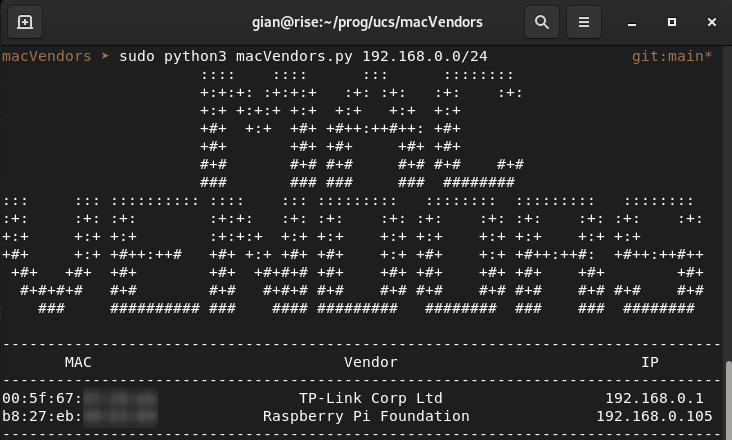 gian@rise:~/prog/ucs/macVendors
macVendors ➤ sudo python3 macVendors.py 192.168.0.0/24 git:main*
MAC VENDORS
MAC Vendor IP
00:5f:67: TP-Link Corp Ltd 192.168.0.1
b8:27:eb: Raspberry Pi Foundation 192.168.0.105